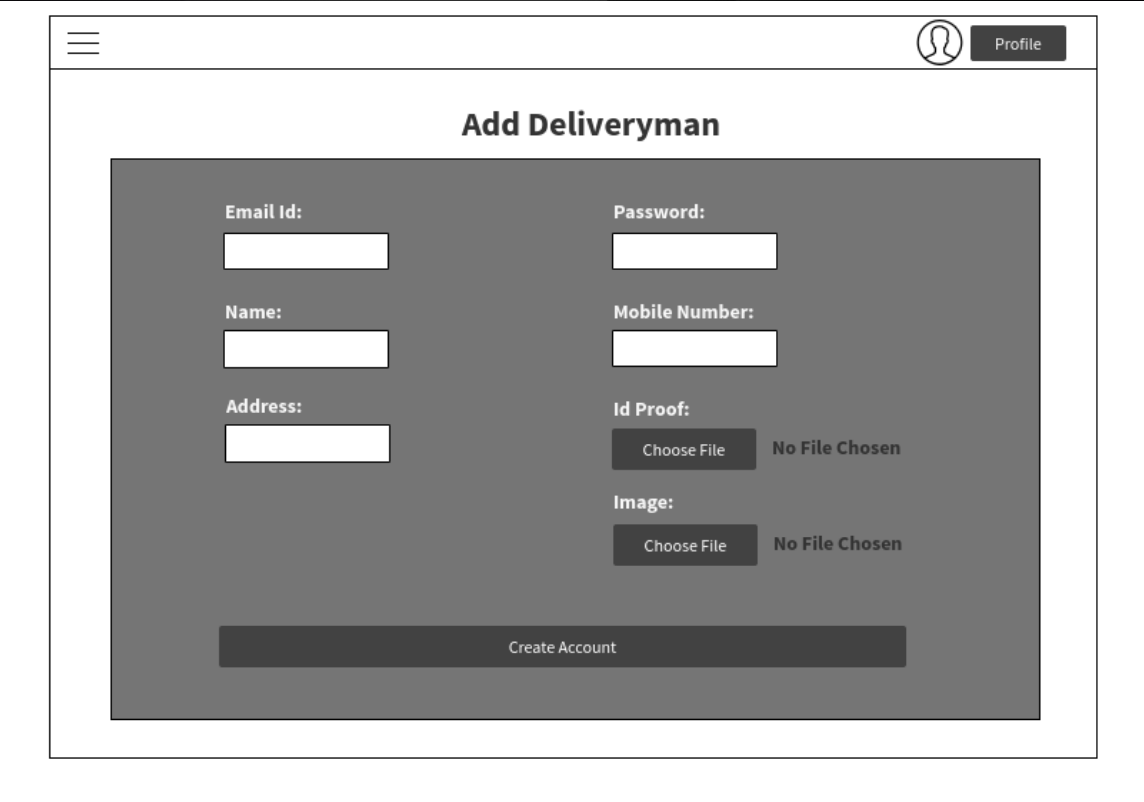 Profile
Add Deliveryman
Email Id:
Password:
Name:
Mobile Number:
Address:
Id Proof:
Choose File
No File Chosen
Image:
Choose File
No File Chosen
Create Account